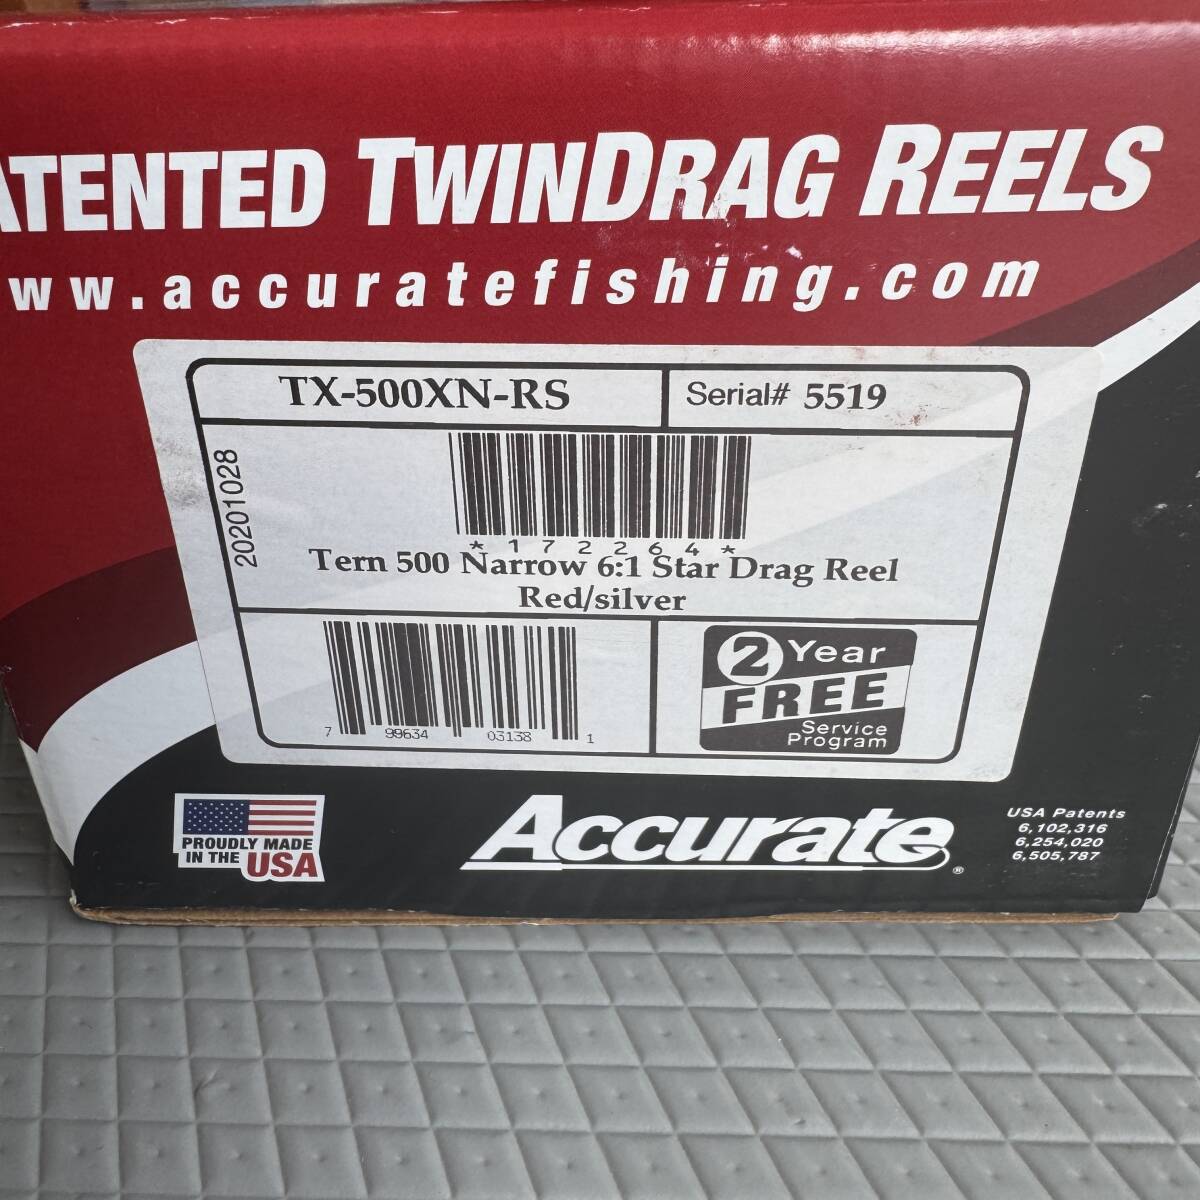 ATENTED TWINDRAG REELS
ww.accuratefishing.com
TX-500XN-RS
Serial# 5519
20201028
*172264*
Tern 500 Narrow 6:1 Star Drag Reel
Red/silver
7 99634 03138 1
2 Year
FREE
Service
Program
PROUDLY MADE
IN THE USA
Accurate®
USA Patents
6,102,316
6,254,020
6,505,787